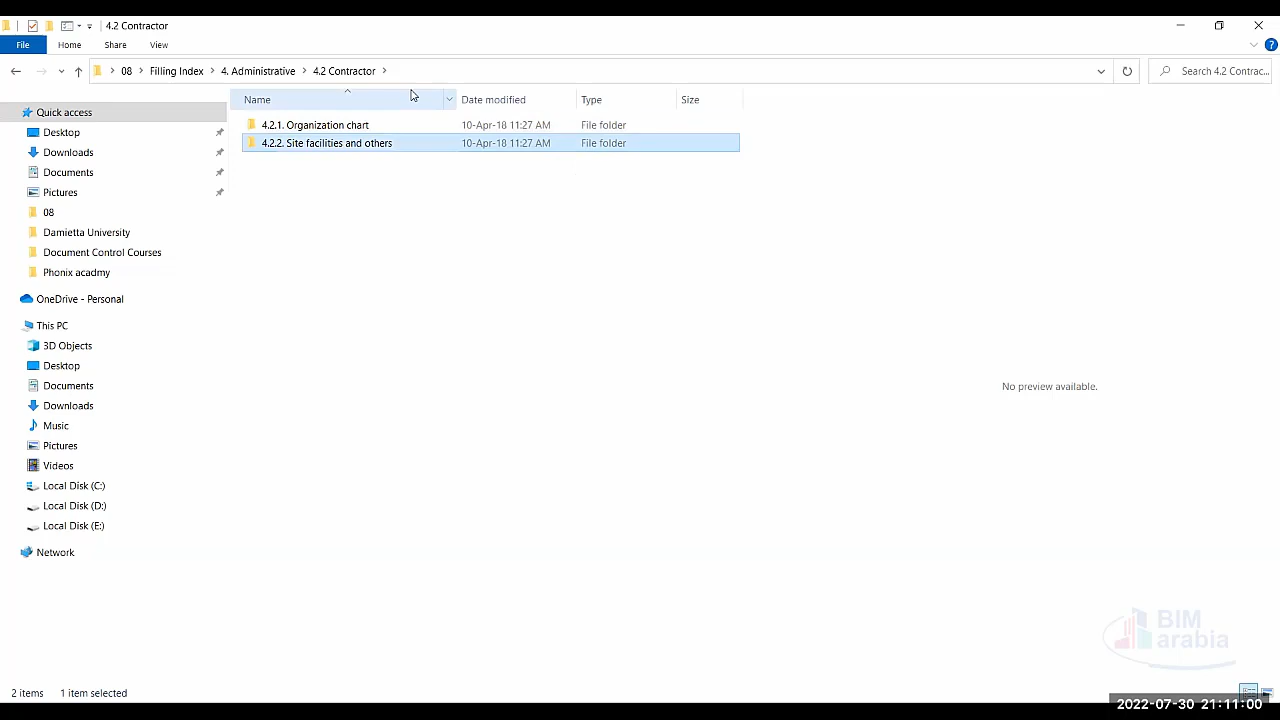 4.2 Contractor
File Home Share View
08 Filling Index 4. Administrative 4.2 Contractor Search 4.2 Contrac...
Name Date modified Type Size
4.2.1. Organization chart 10-Apr-18 11:27 AM File folder
4.2.2. Site facilities and others 10-Apr-18 11:27 AM File folder
Quick access
Desktop
Downloads
Documents
Pictures
08
Damietta University
Document Control Courses
Phonix acadmy
OneDrive - Personal
This PC
3D Objects
Desktop
Documents
Downloads
Music
Pictures
Videos
Local Disk (C:)
Local Disk (D:)
Local Disk (E:)
Network
No preview available.
BIM
arabia
2 items 1 item selected
2022-07-30 21:11:00